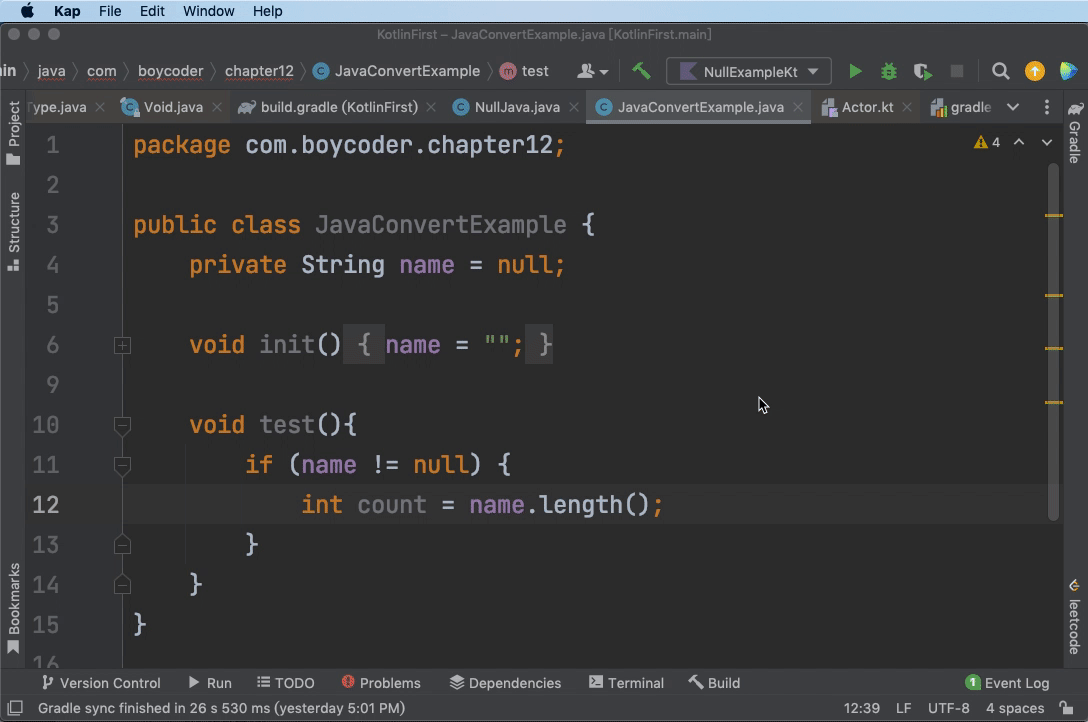 Kap File Edit Window Help
KotlinFirst – JavaConvertExample.java [KotlinFirst.main]
in java com boycoder chapter12 JavaConvertExample test NullExampleKt
ype.java Void.java build.gradle (KotlinFirst) NullJava.java JavaConvertExample.java Actor.kt gradle
Project
Structure
Bookmarks
1 package com.boycoder.chapter12;
2
3 public class JavaConvertExample {
4 private String name = null;
5
6 void init() { name = ""; }
9
10 void test(){
11 if (name != null) {
12 int count = name.length();
13 }
14 }
15 }
16
4
Gradle
leetcode
Version Control Run TODO Problems Dependencies Terminal Build 1 Event Log
Gradle sync finished in 26 s 530 ms (yesterday 5:01 PM) 12:39 LF UTF-8 4 spaces